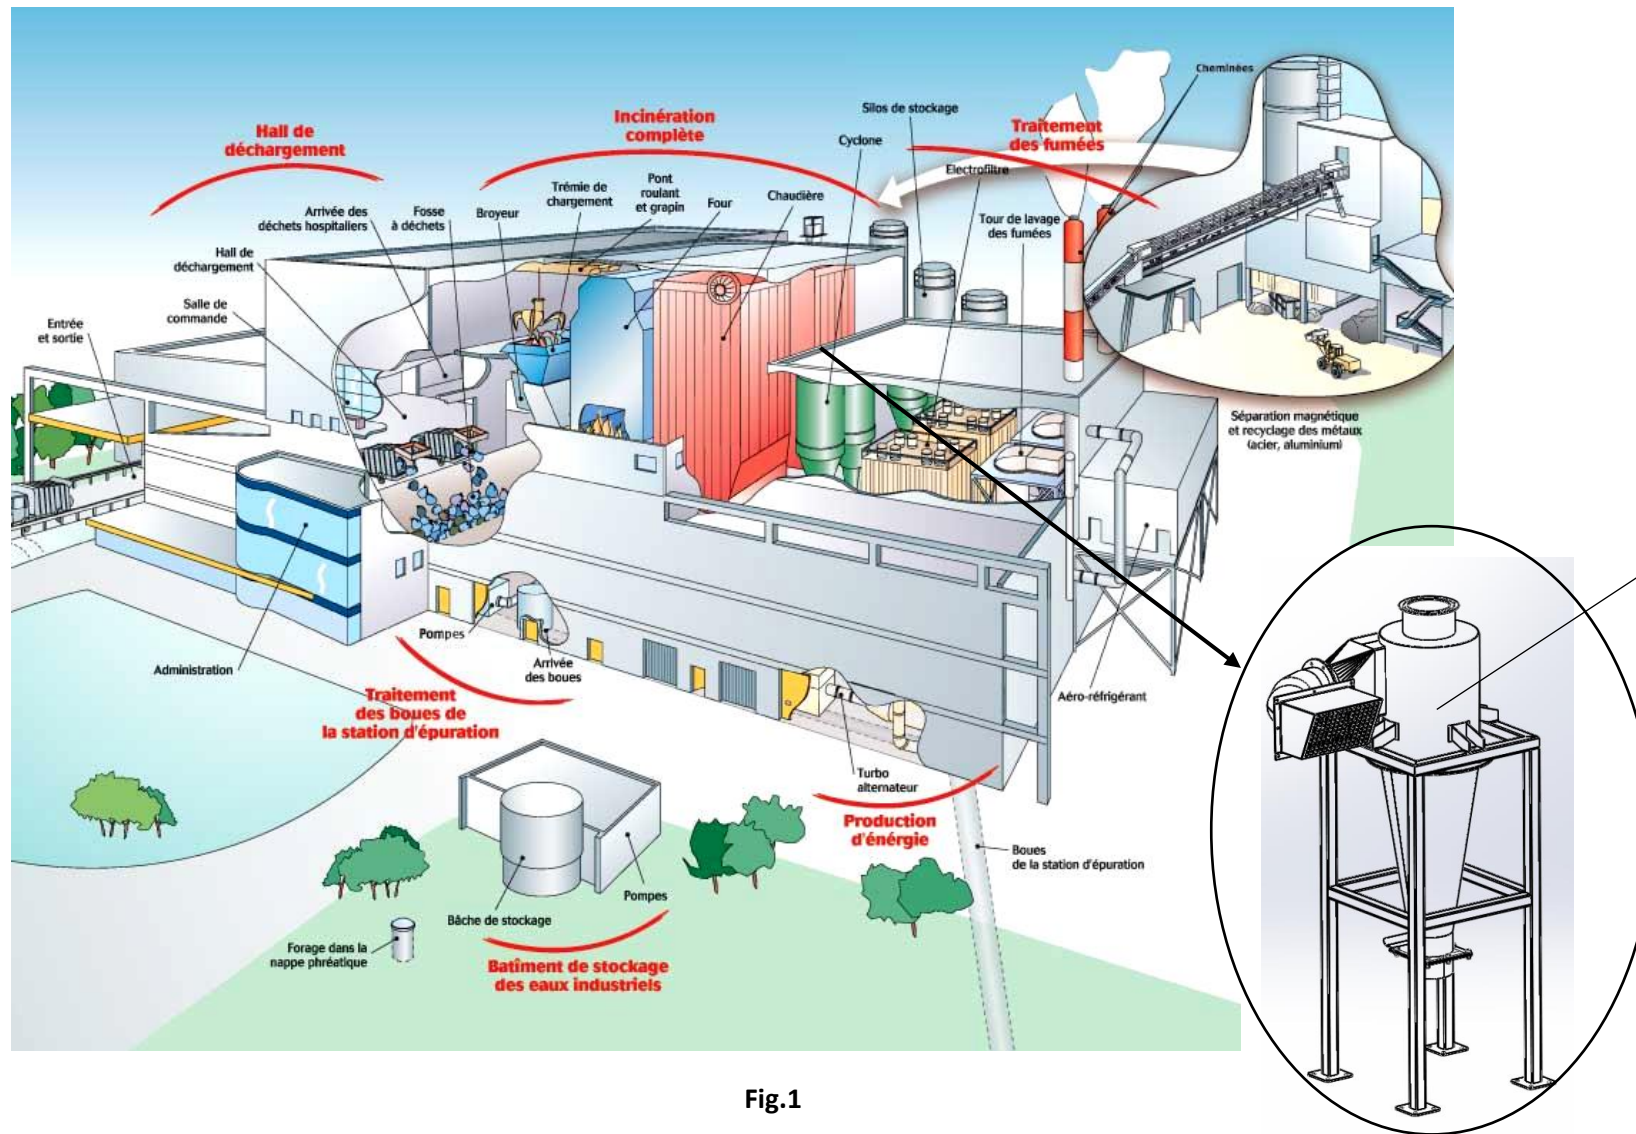 Cheminées
Silos de stockage
Incinération
complète
Traitement
des fumées
Hall de
déchargement
Cyclone
Electrofiltre
Trémie de
chargement
Pont
roulant
et grapin
Four
Chaudière
Arrivée des
déchets hospitaliers
Fosse
à déchets
Broyeur
Tour de lavage
des fumées
Hall de
déchargement
Salle de
commande
Entrée
et sortie
Séparation magnétique
et recyclage des métaux
(acier, aluminium)
Pompes
Arrivée
des boues
Administration
Aéro-réfrigérant
Traitement
des boues de
la station d'épuration
Turbo
alternateur
Production
d'énérgie
Boues
de la station d'épuration
Pompes
Bâche de stockage
Forage dans la
nappe phréatique
Batîment de stockage
des eaux industriels
Fig.1